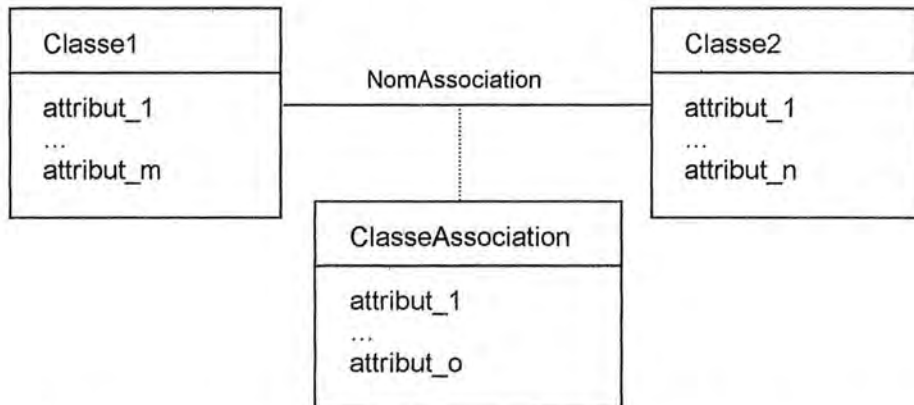 Classe1
attribut_1
...
attribut_m
NomAssociation
Classe2
attribut_1
...
attribut_n
ClasseAssociation
attribut_1
...
attribut_o